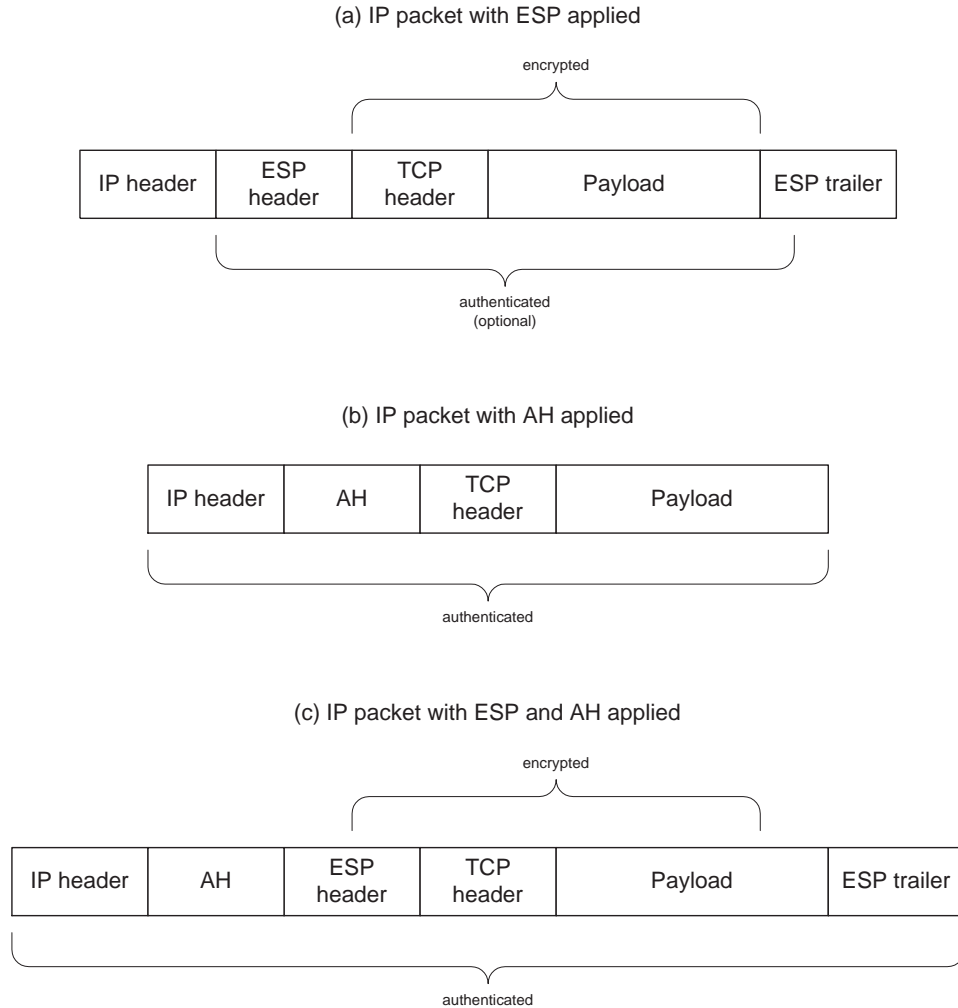 (a) IP packet with ESP applied
encrypted
IP header
ESP
header
TCP
header
Payload
ESP trailer
authenticated
(optional)
(b) IP packet with AH applied
IP header
AH
TCP
header
Payload
authenticated
(c) IP packet with ESP and AH applied
encrypted
IP header
AH
ESP
header
TCP
header
Payload
ESP trailer
authenticated